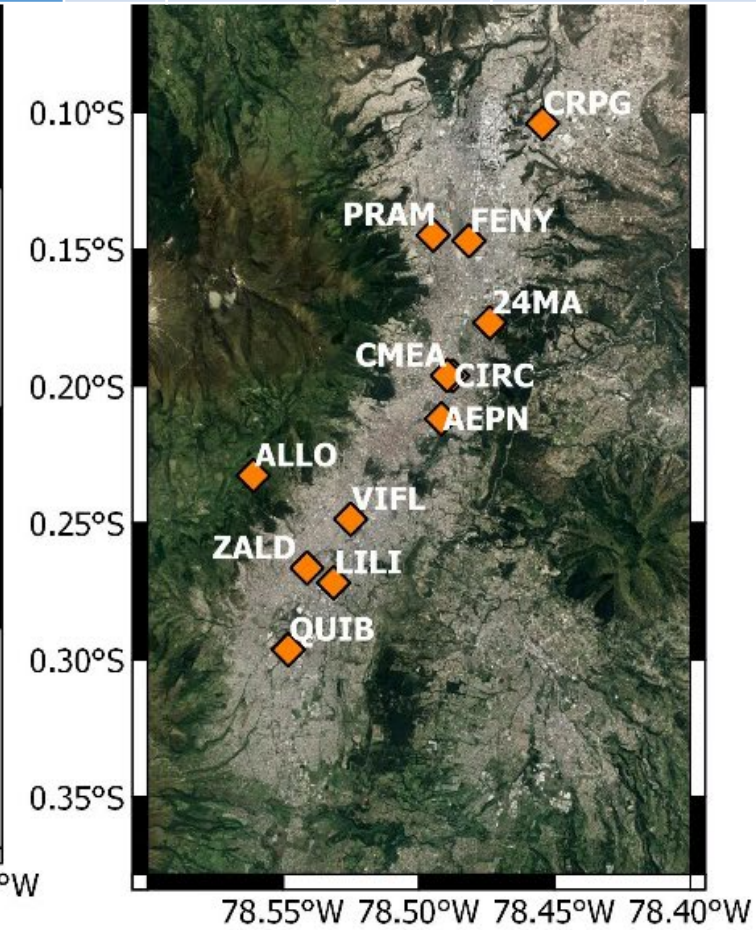 0.10°S
CRPG
PRAM
FENY
0.15°S
24MA
CMEA
CIRC
0.20°S
AEPN
ALLO
VIFL
0.25°S
ZALD
LILI
QUIB
0.30°S
0.35°S
°W
78.55°W 78.50°W 78.45°W 78.40°W